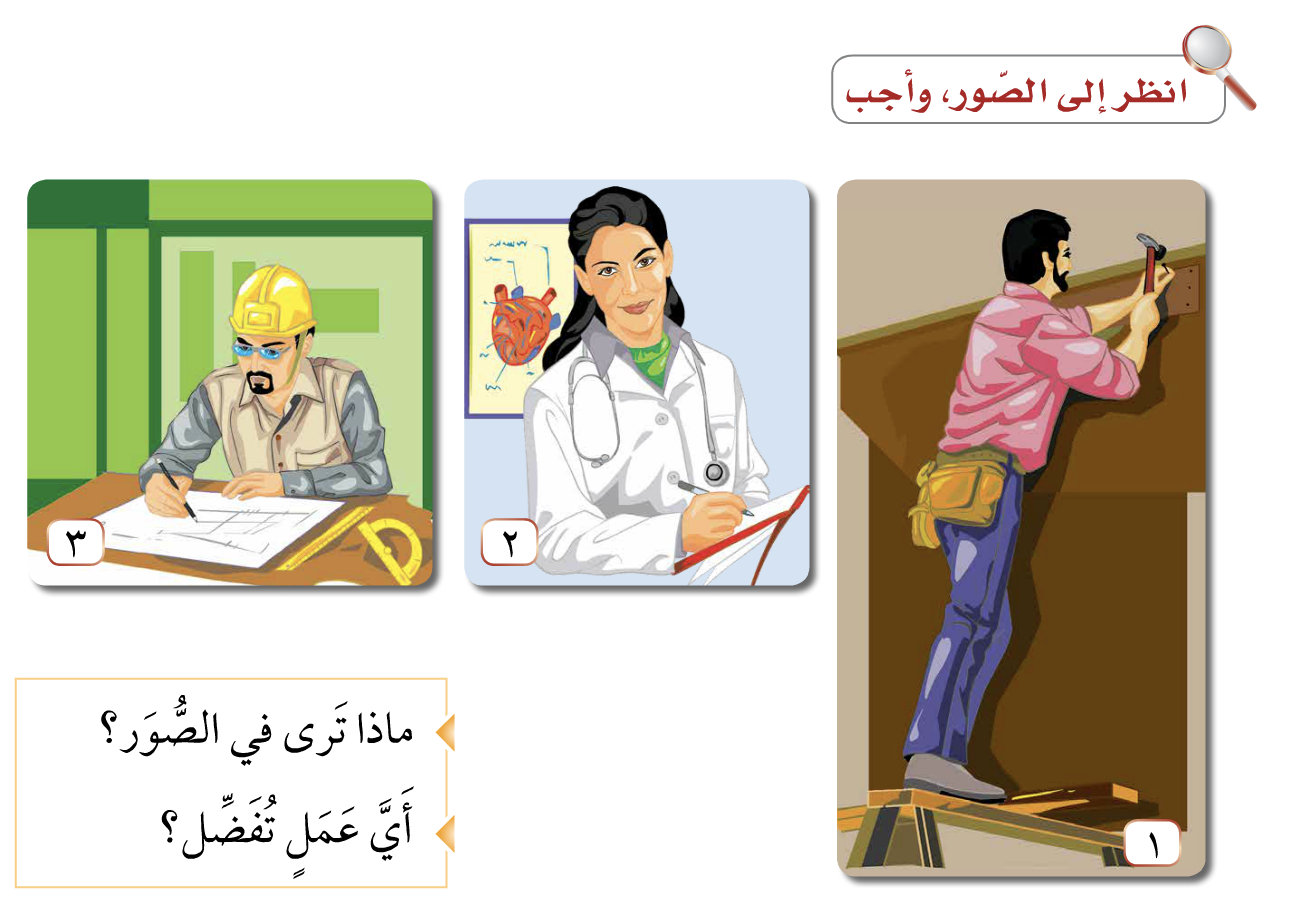 انظر إلى الصّور، وأجب
١
٢
٣
ماذا تَرى في الصُّوَر؟
أَيَّ عَمَلٍ تُفَضِّل؟